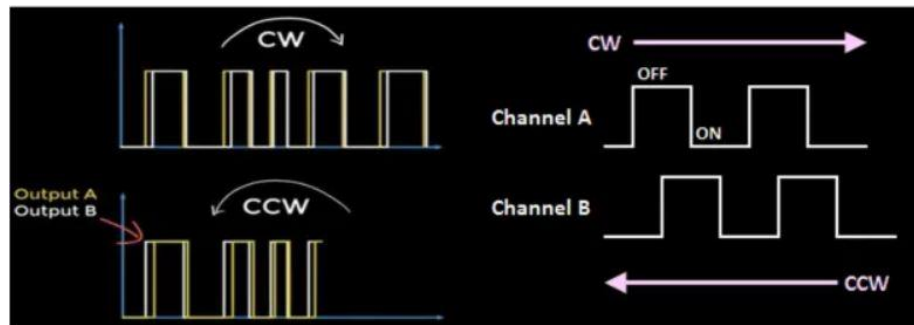 CW
Output A
Output B
CCW
CW
OFF
Channel A
ON
Channel B
CCW